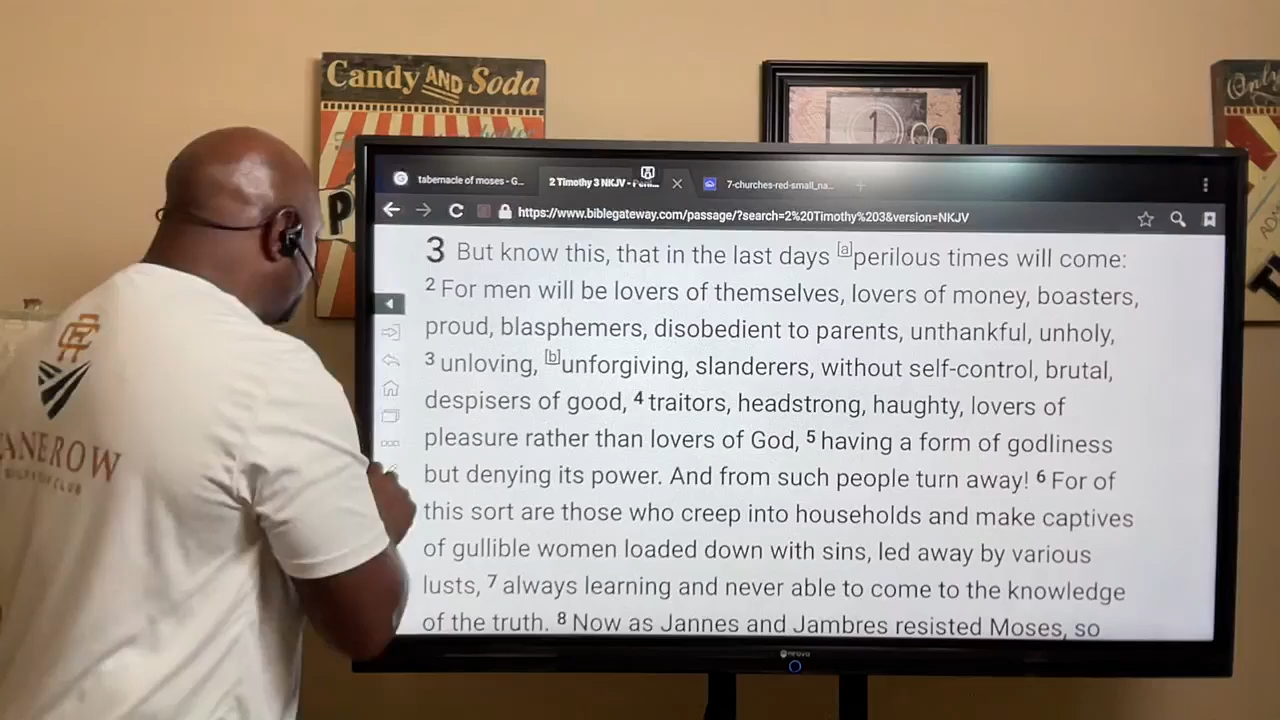 Candy AND Soda
Only
1
tabernacle of moses - G...
2 Timothy 3 NKJV -
7-churches-red-small_na...
https://www.biblegateway.com/passage/?search=2%20Timothy%203&version=NKJV
3 But know this, that in the last days [a]perilous times will come:
2 For men will be lovers of themselves, lovers of money, boasters,
proud, blasphemers, disobedient to parents, unthankful, unholy,
3 unloving, [b]unforgiving, slanderers, without self-control, brutal,
despisers of good, 4 traitors, headstrong, haughty, lovers of
pleasure rather than lovers of God, 5 having a form of godliness
but denying its power. And from such people turn away! 6 For of
this sort are those who creep into households and make captives
of gullible women loaded down with sins, led away by various
lusts, 7 always learning and never able to come to the knowledge
of the truth. 8 Now as Jannes and Jambres resisted Moses, so
ANE ROW
CLUB